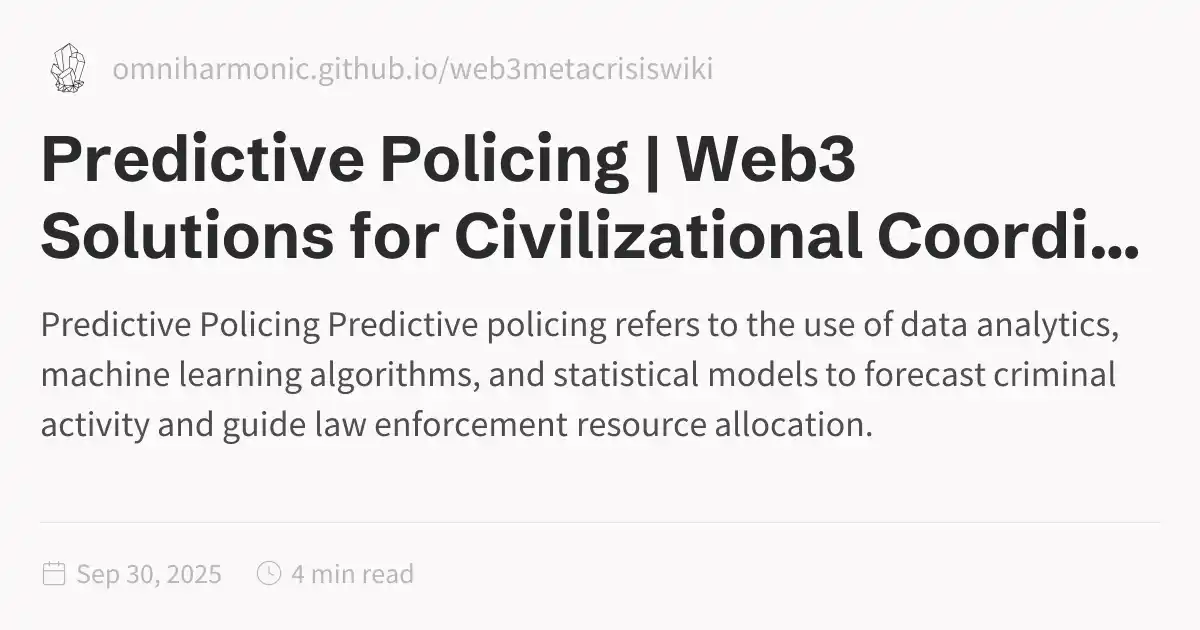 omniharmonic.github.io/web3metacrisiswiki
Predictive Policing | Web3
Solutions for Civilizational Coordi...
Predictive Policing Predictive policing refers to the use of data analytics,
machine learning algorithms, and statistical models to forecast criminal
activity and guide law enforcement resource allocation.
Sep 30, 2025 4 min read